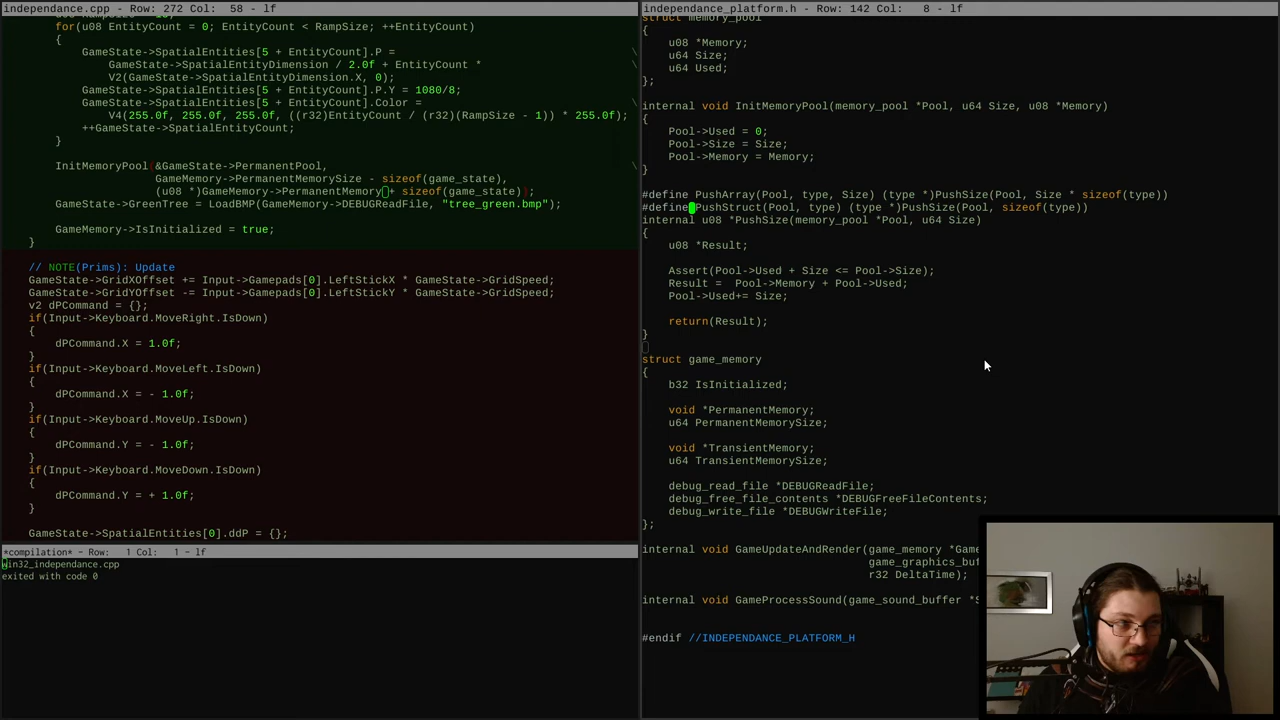 independance.cpp - Row: 272 Col:  58 - lf
for(u08 EntityCount = 0; EntityCount < RampSize; ++EntityCount)
{
GameState->SpatialEntities[5 + EntityCount].P =
\
GameState->SpatialEntityDimension / 2.0f + EntityCount *
\
V2(GameState->SpatialEntityDimension.X, 0);
GameState->SpatialEntities[5 + EntityCount].P.Y = 1080/8;
GameState->SpatialEntities[5 + EntityCount].Color =
\
V4(255.0f, 255.0f, 255.0f, ((r32)EntityCount / (r32)(RampSize - 1)) * 255.0f);
++GameState->SpatialEntityCount;
}
InitMemoryPool(&GameState->PermanentPool,
\
GameMemory->PermanentMemorySize - sizeof(game_state),
\
(u08 *)GameMemory->PermanentMemory + sizeof(game_state));
GameState->GreenTree = LoadBMP(GameMemory->DEBUGReadFile, "tree_green.bmp");
GameMemory->IsInitialized = true;
}
// NOTE(Prims): Update
GameState->GridXOffset += Input->Gamepads[0].LeftStickX * GameState->GridSpeed;
GameState->GridYOffset -= Input->Gamepads[0].LeftStickY * GameState->GridSpeed;
v2 dPCommand = {};
if(Input->Keyboard.MoveRight.IsDown)
{
dPCommand.X = 1.0f;
}
if(Input->Keyboard.MoveLeft.IsDown)
{
dPCommand.X = - 1.0f;
}
if(Input->Keyboard.MoveUp.IsDown)
{
dPCommand.Y = - 1.0f;
}
if(Input->Keyboard.MoveDown.IsDown)
{
dPCommand.Y = + 1.0f;
}
GameState->SpatialEntities[0].ddP = {};
*compilation* - Row:   1 Col:   1 - lf
win32_independance.cpp
exited with code 0
independance_platform.h - Row: 142 Col:   8 - lf
struct memory_pool
{
u08 *Memory;
u64 Size;
u64 Used;
};
internal void InitMemoryPool(memory_pool *Pool, u64 Size, u08 *Memory)
{
Pool->Used = 0;
Pool->Size = Size;
Pool->Memory = Memory;
}
#define PushArray(Pool, type, Size) (type *)PushSize(Pool, Size * sizeof(type))
#define PushStruct(Pool, type) (type *)PushSize(Pool, sizeof(type))
internal u08 *PushSize(memory_pool *Pool, u64 Size)
{
u08 *Result;
Assert(Pool->Used + Size <= Pool->Size);
Result =  Pool->Memory + Pool->Used;
Pool->Used+= Size;
return(Result);
}
struct game_memory
{
b32 IsInitialized;
void *PermanentMemory;
u64 PermanentMemorySize;
void *TransientMemory;
u64 TransientMemorySize;
debug_read_file *DEBUGReadFile;
debug_free_file_contents *DEBUGFreeFileContents;
debug_write_file *DEBUGWriteFile;
};
internal void GameUpdateAndRender(game_memory *Game
game_graphics_buf
r32 DeltaTime);
internal void GameProcessSound(game_sound_buffer *S
#endif //INDEPENDANCE_PLATFORM_H